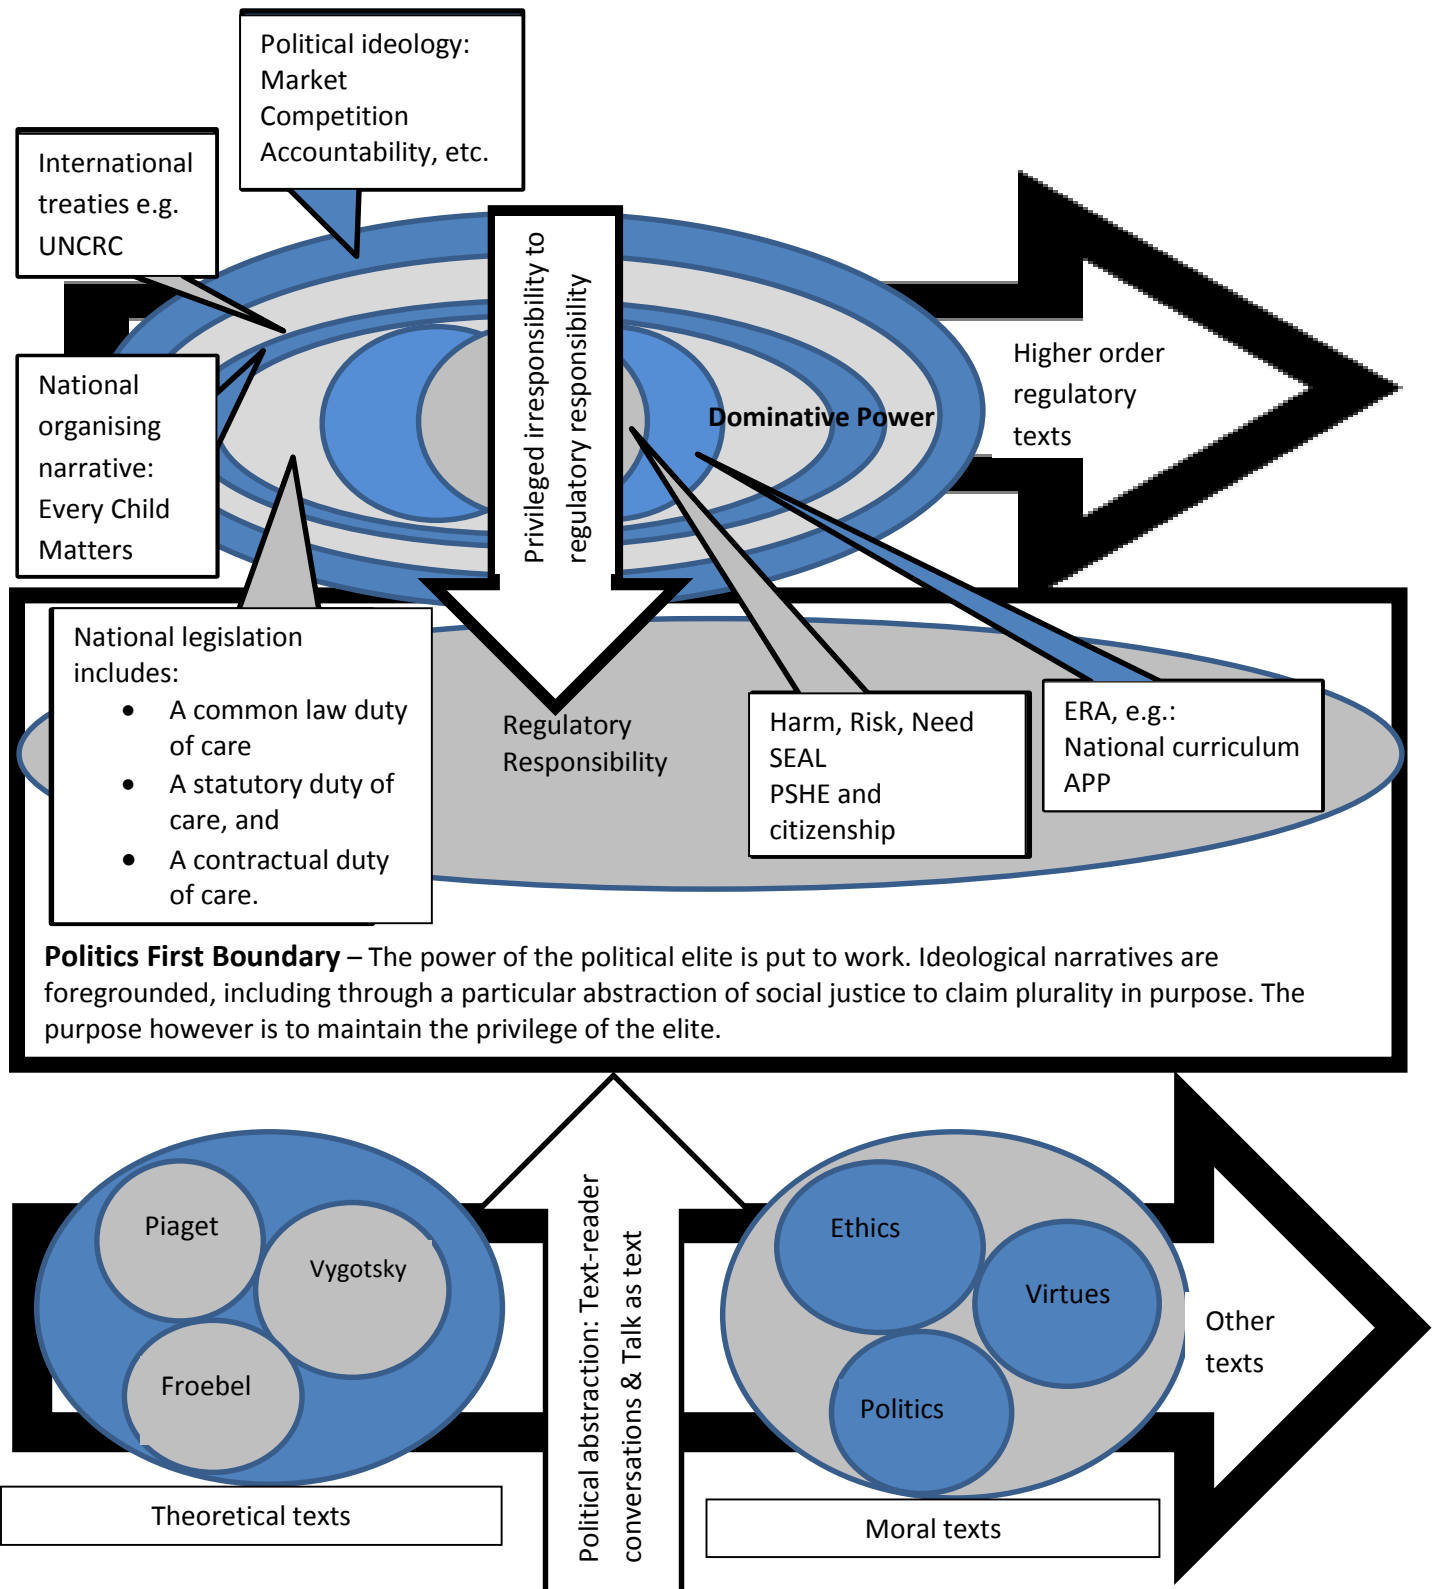 Political ideology:
Market
Competition
Accountability, etc.
International
treaties e.g.
UNCRC
National
organising
narrative:
Every Child
Matters
Privileged irresponsibility to
regulatory responsibility
Dominative Power
Higher order
regulatory
texts
National legislation
includes:
• A common law duty
of care
• A statutory duty of
care, and
• A contractual duty
of care.
Regulatory
Responsibility
Harm, Risk, Need
SEAL
PSHE and
citizenship
ERA, e.g.:
National curriculum
APP
Politics First Boundary – The power of the political elite is put to work. Ideological narratives are
foregrounded, including through a particular abstraction of social justice to claim plurality in purpose. The
purpose however is to maintain the privilege of the elite.
Piaget
Vygotsky
Froebel
Theoretical texts
Political abstraction: Text-reader
conversations & Talk as text
Ethics
Virtues
Politics
Moral texts
Other
texts